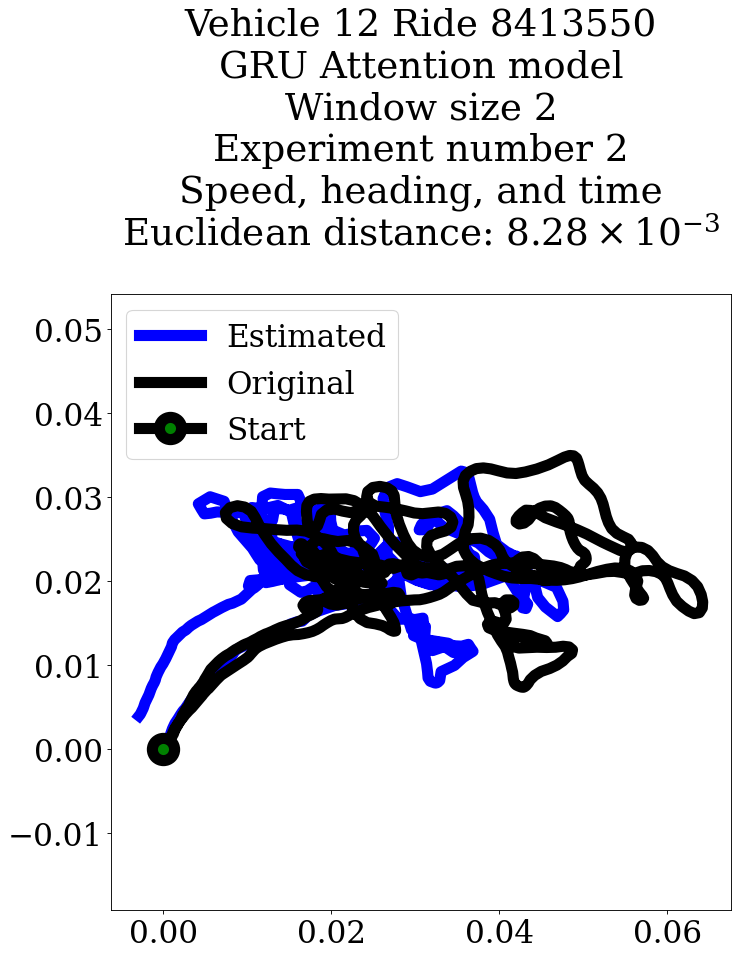 Vehicle 12 Ride 8413550
GRU Attention model
Window size 2
Experiment number 2
Speed, heading, and time
Euclidean distance: 8.28 × 10⁻³
Estimated
Original
Start
0.05
0.04
0.03
0.02
0.01
0.00
−0.01
0.00 0.02 0.04 0.06